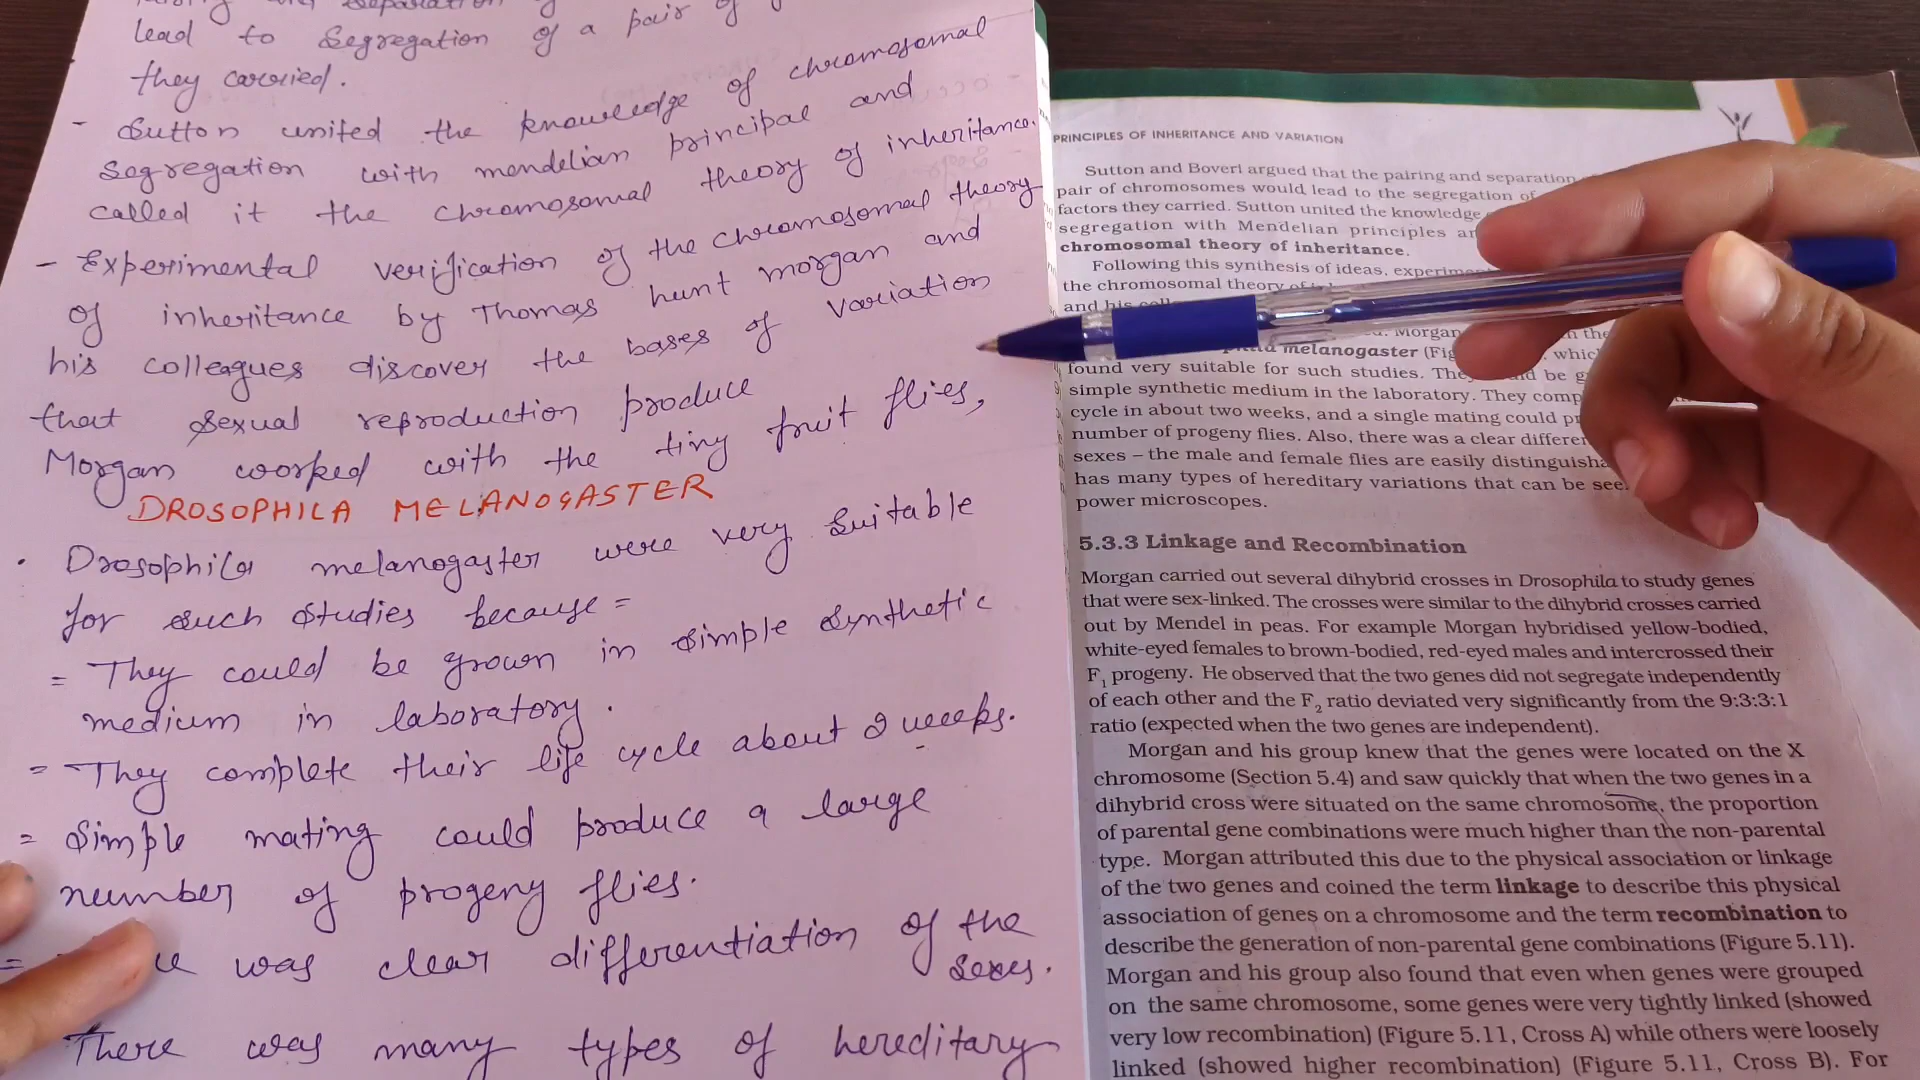 lead to segregation of a pair of
they carried.
- Sutton united the knowledge of chromosomal
segregation with mendelian principal and
called it the chromosomal theory of inheritance.
- Experimental verification of the chromosomal theory
of inheritance by Thomas hunt morgan and
his colleagues discover the bases of variation
that sexual reproduction produce
Morgan worked with the tiny fruit flies,
DROSOPHILA MELANOGASTER
. Drosophila melanogaster were very suitable
for such studies because =
= They could be grown in simple synthetic
medium in laboratory.
= They complete their life cycle about 2 weeks.
= Simple mating could produce a large
number of progeny flies.
= was clear differentiation of the
sexes.
There was many types of hereditary
PRINCIPLES OF INHERITANCE AND VARIATION
Sutton and Boveri argued that the pairing and separation
pair of chromosomes would lead to the segregation of
factors they carried. Sutton united the knowledge
segregation with Mendelian principles
chromosomal theory of inheritance.
Following this synthesis of ideas,
the chromosomal theory of
and his
Morgan the
melanogaster
found very suitable for such studies. be
simple synthetic medium in the laboratory. They
cycle in about two weeks, and a single mating could
number of progeny flies. Also, there was a clear
sexes – the male and female flies are easily
has many types of hereditary variations that can be
power microscopes.
5.3.3 Linkage and Recombination
Morgan carried out several dihybrid crosses in Drosophila to study genes
that were sex-linked. The crosses were similar to the dihybrid crosses carried
out by Mendel in peas. For example Morgan hybridised yellow-bodied,
white-eyed females to brown-bodied, red-eyed males and intercrossed their
F1 progeny. He observed that the two genes did not segregate independently
of each other and the F2 ratio deviated very significantly from the 9:3:3:1
ratio (expected when the two genes are independent).
Morgan and his group knew that the genes were located on the X
chromosome (Section 5.4) and saw quickly that when the two genes in a
dihybrid cross were situated on the same chromosome, the proportion
of parental gene combinations were much higher than the non-parental
type. Morgan attributed this due to the physical association or linkage
of the two genes and coined the term linkage to describe this physical
association of genes on a chromosome and the term recombination to
describe the generation of non-parental gene combinations (Figure 5.11).
Morgan and his group also found that even when genes were grouped
on the same chromosome, some genes were very tightly linked (showed
very low recombination) (Figure 5.11, Cross A) while others were loosely
linked (showed higher recombination) (Figure 5.11, Cross B). For